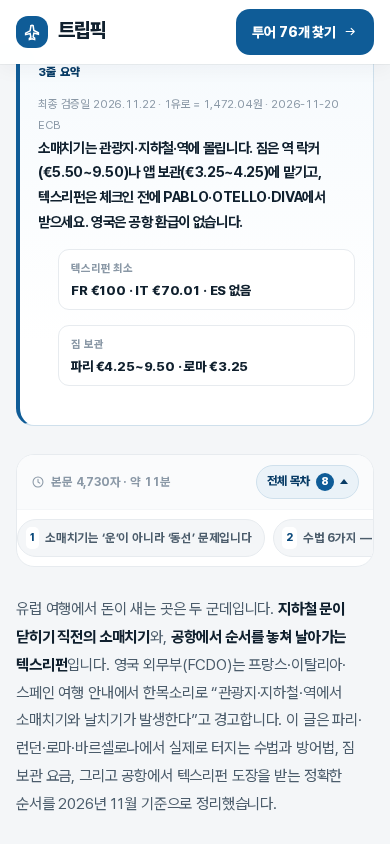 트립픽
투어 76개 찾기 →
3줄 요약
최종 검증일 2026.11.22 · 1유로 = 1,472.04원 · 2026-11-20
ECB
소매치기는 관광지·지하철·역에 몰립니다. 짐은 역 락커
(€5.50~9.50)나 앱 보관(€3.25~4.25)에 맡기고,
텍스리펀은 체크인 전에 PABLO·OTELLO·DIVA에서
받으세요. 영국은 공항 환급이 없습니다.
텍스리펀 최소
FR €100 · IT €70.01 · ES 없음
짐 보관
파리 €4.25~9.50 · 로마 €3.25
본문 4,730자 · 약 11분
전체 목차 8
1 소매치기는 ‘운’이 아니라 ‘동선’ 문제입니다
2 수법 6가지 —
유럽 여행에서 돈이 새는 곳은 두 군데입니다. 지하철 문이
닫히기 직전의 소매치기와, 공항에서 순서를 놓쳐 날아가는
텍스리펀입니다. 영국 외무부(FCDO)는 프랑스·이탈리아·
스페인 여행 안내에서 한목소리로 “관광지·지하철·역에서
소매치기와 날치기가 발생한다”고 경고합니다. 이 글은 파리·
런던·로마·바르셀로나에서 실제로 터지는 수법과 방어법, 짐
보관 요금, 그리고 공항에서 텍스리펀 도장을 받는 정확한
순서를 2026년 11월 기준으로 정리했습니다.